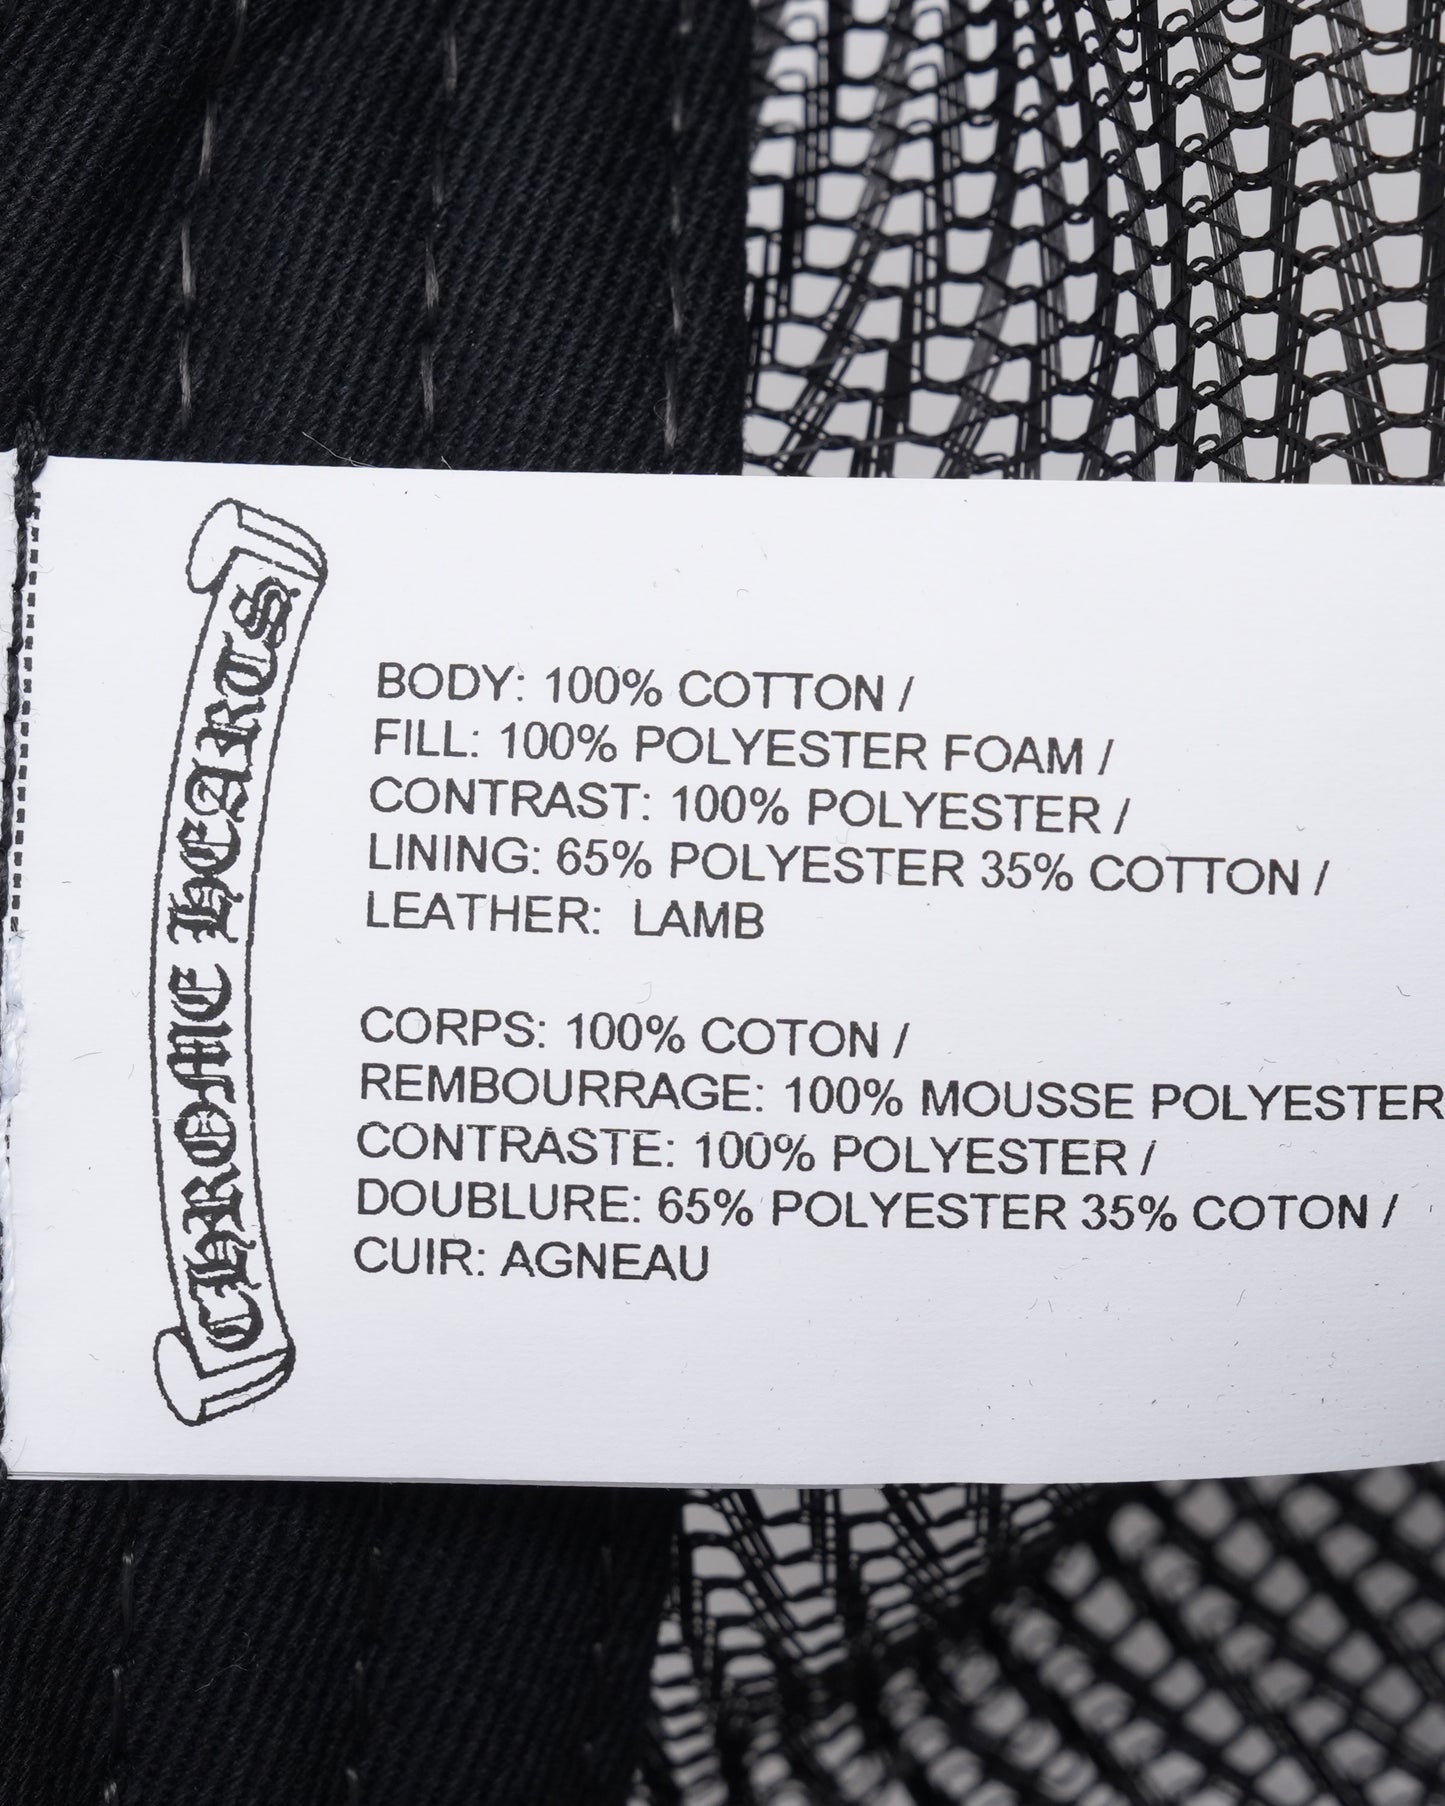 CHROME HEARTS
BODY: 100% COTTON /
FILL: 100% POLYESTER FOAM /
CONTRAST: 100% POLYESTER /
LINING: 65% POLYESTER 35% COTTON /
LEATHER: LAMB
CORPS: 100% COTON /
REMBOURRAGE: 100% MOUSSE POLYESTER
CONTRASTE: 100% POLYESTER /
DOUBLURE: 65% POLYESTER 35% COTON /
CUIR: AGNEAU